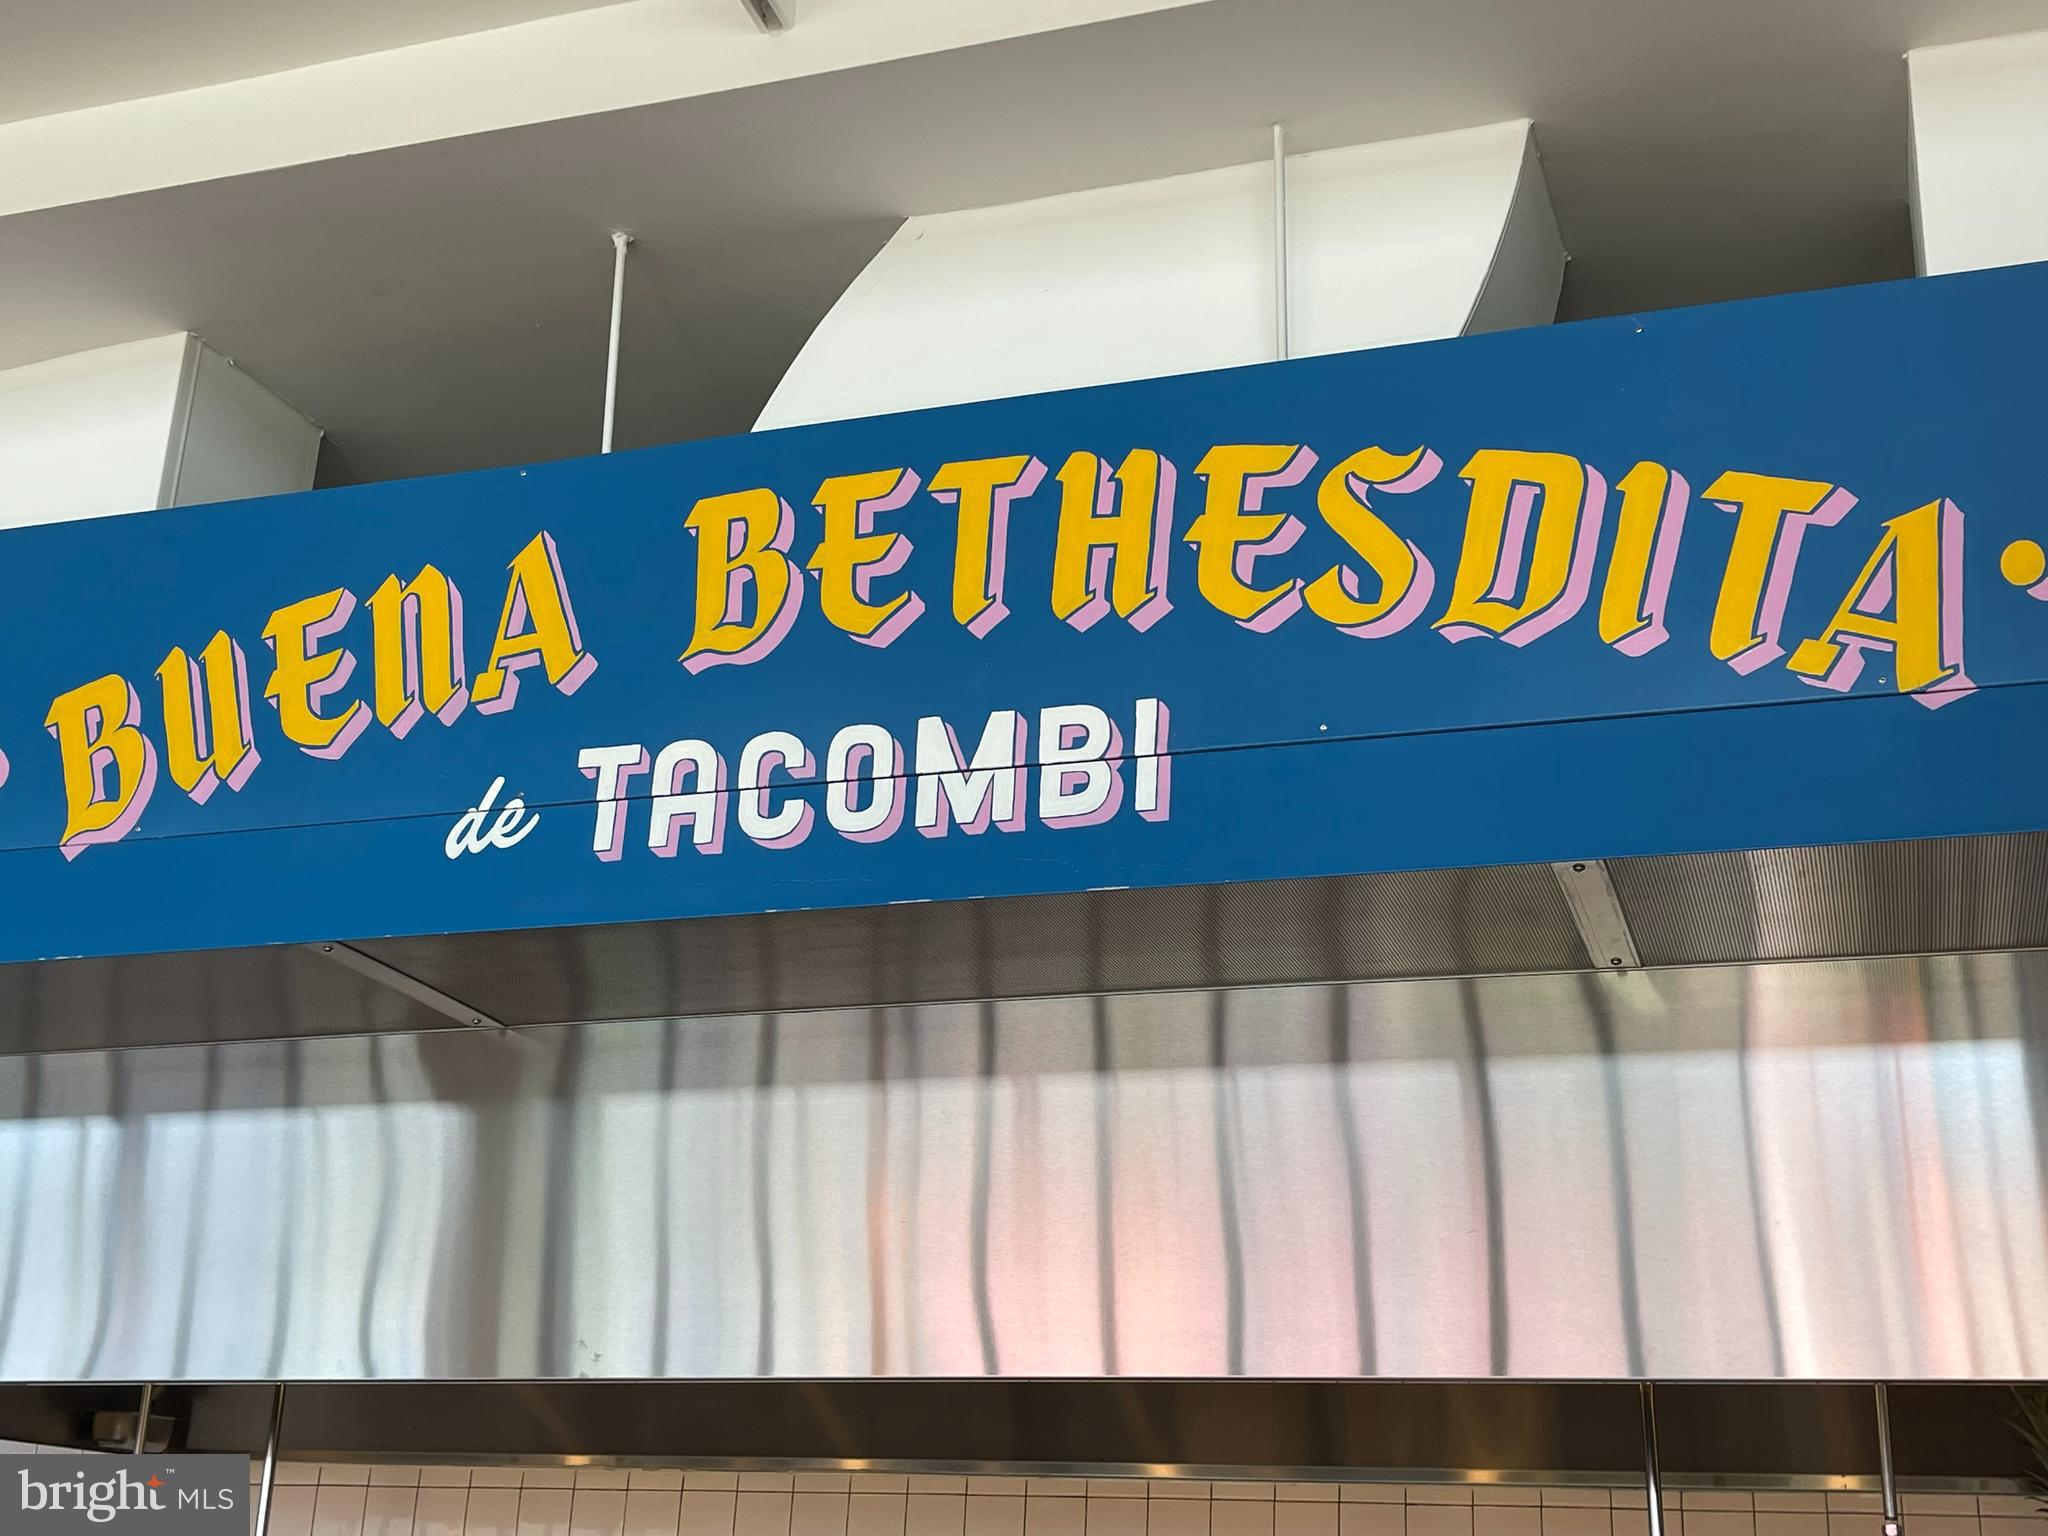 BUENA BETHESDITA
de TACOMBI
bright MLS